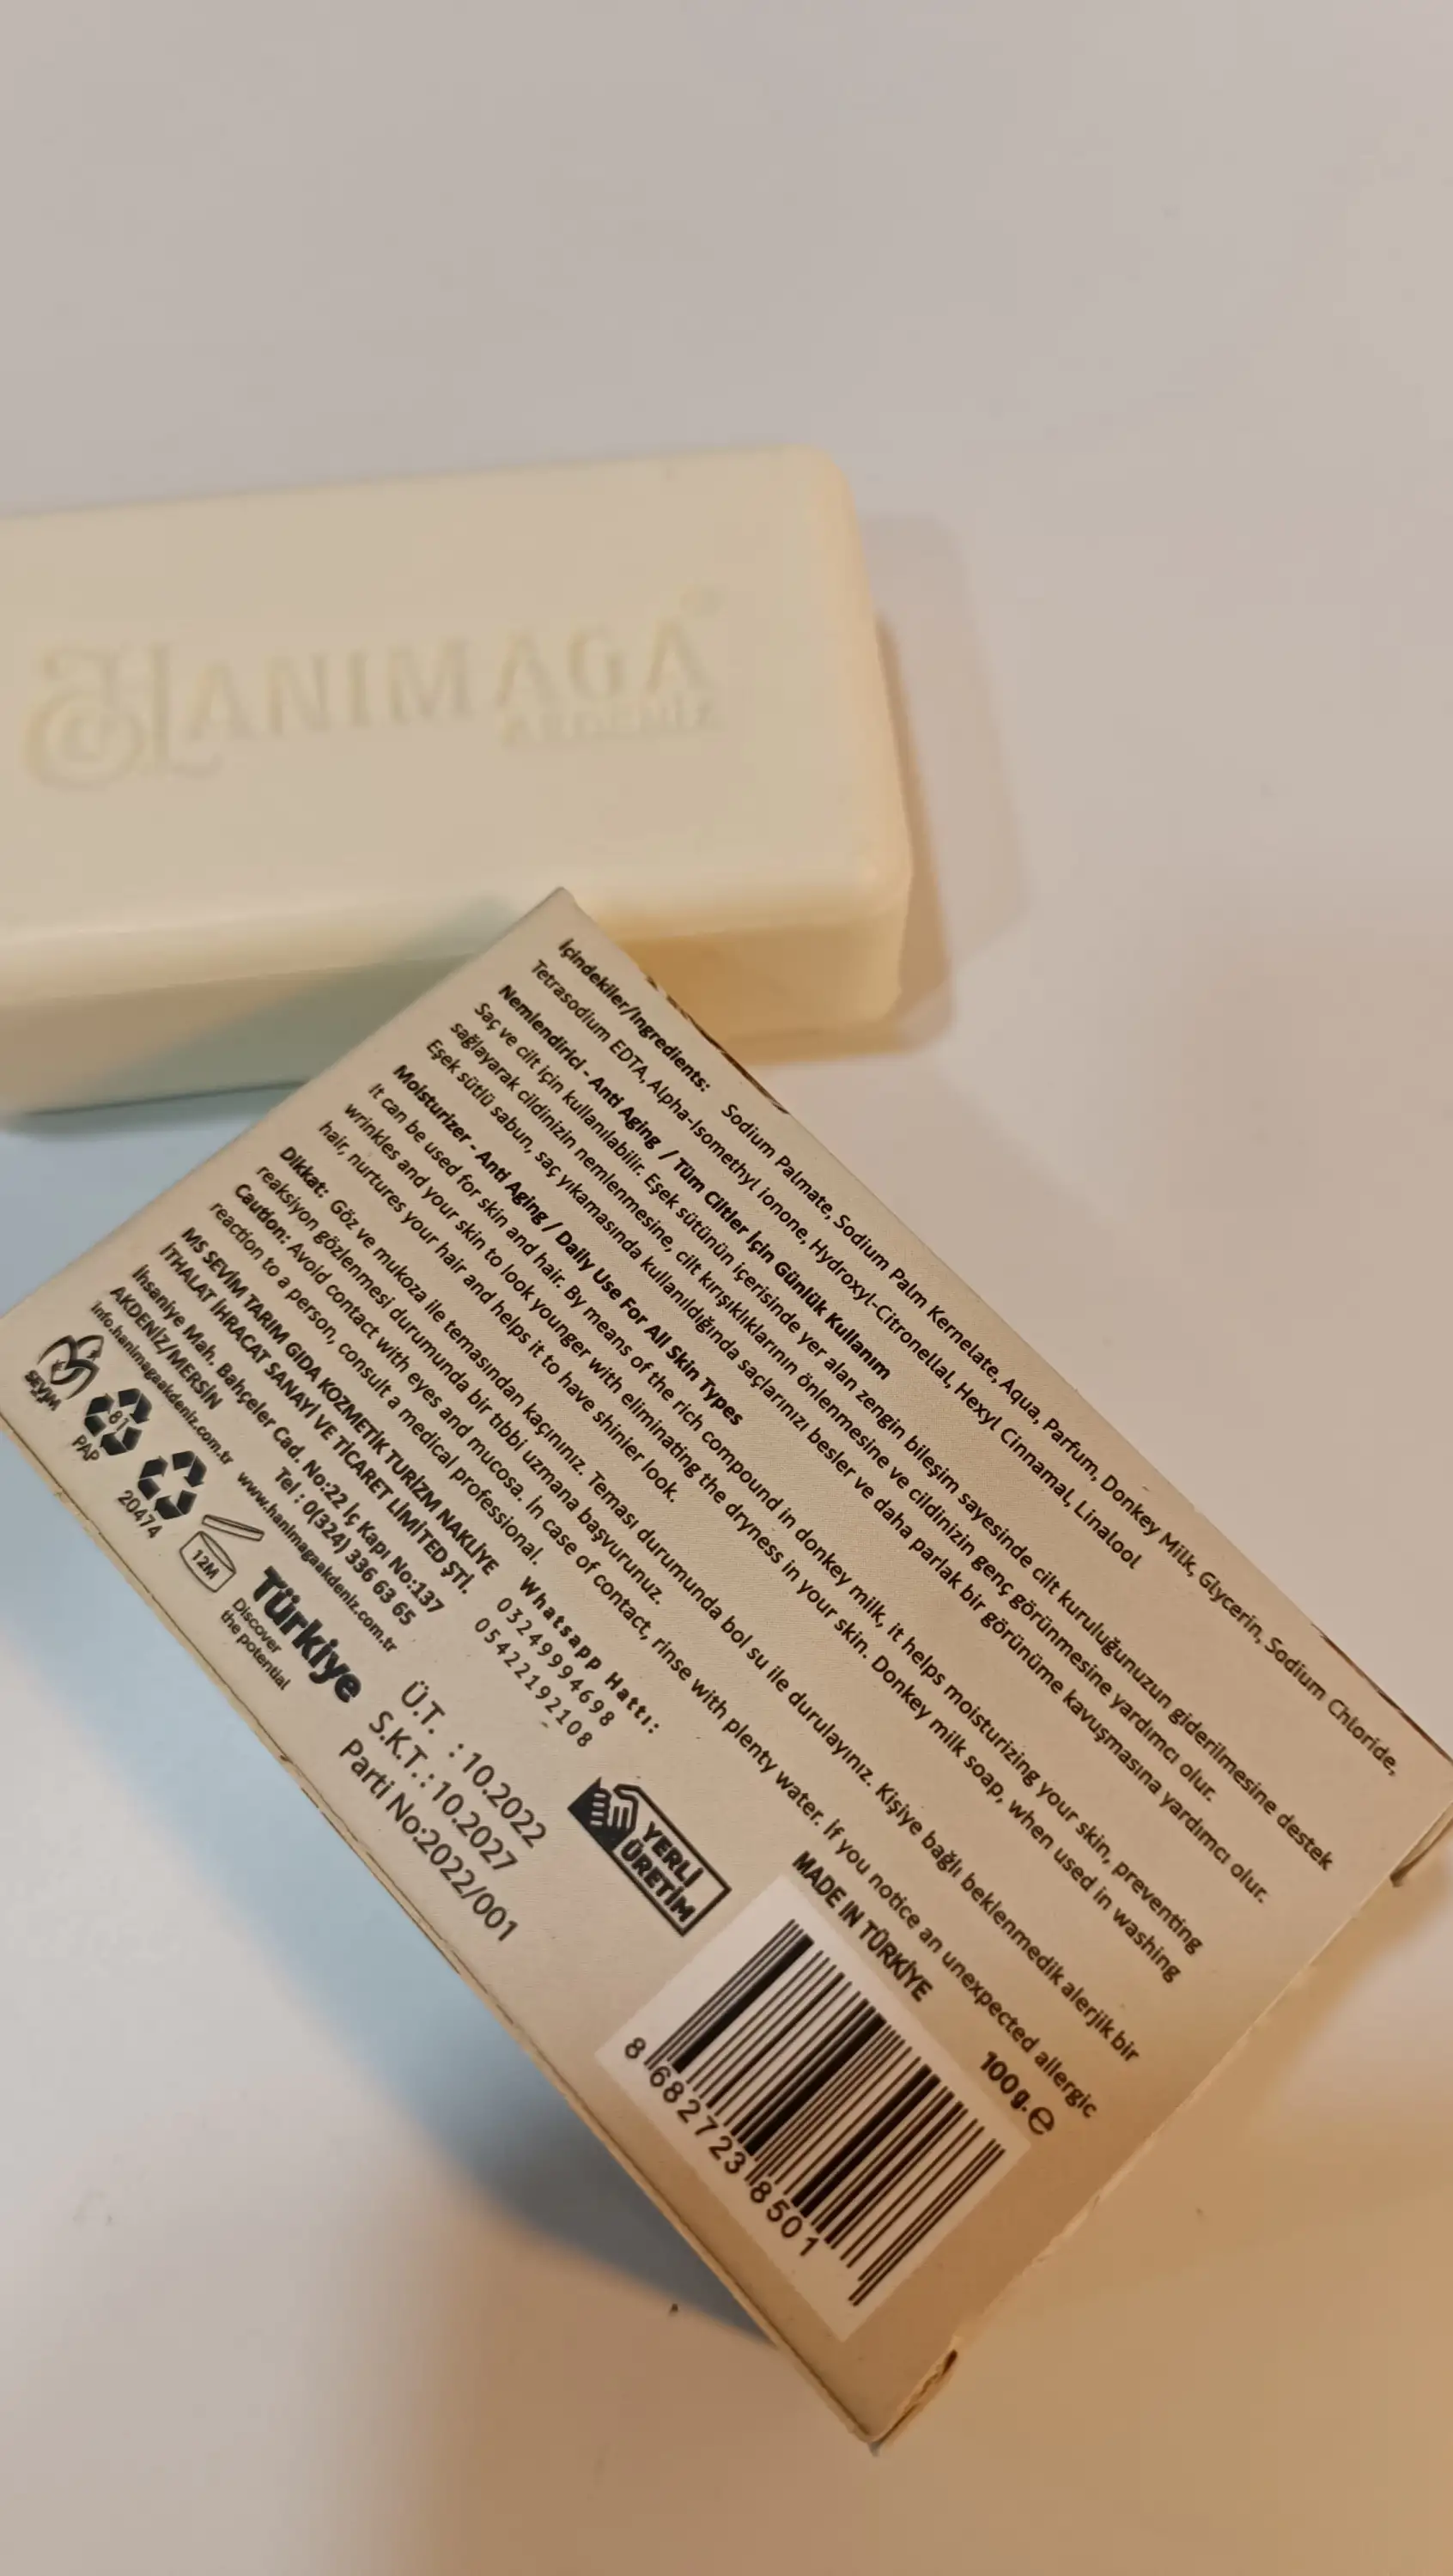 HANIMAĞA
İçindekiler/Ingredients: Sodium Palmate, Sodium Palm Kernelate, Aqua, Parfum, Donkey Milk, Glycerin, Sodium Chloride,
Tetrasodium EDTA, Alpha-Isomethyl ionone, Hydroxyl-Citronellal, Hexyl Cinnamal, Linalool
Nemlendirici - Anti Aging / Tüm Ciltler İçin Günlük Kullanım
Saç ve cilt için kullanılabilir. Eşek sütünün içerisinde yer alan zengin bileşim sayesinde cilt kuruluğunuzun giderilmesine destek
sağlayarak cildinizin nemlenmesine, cilt kırışıklıklarının önlenmesine ve cildinizin genç görünmesine yardımcı olur.
Eşek sütlü sabun, saç yıkamasında kullanıldığında saçlarınızı besler ve daha parlak bir görünüme kavuşmasına yardımcı olur.
Moisturizer - Anti Aging / Daily Use For All Skin Types
It can be used for skin and hair. By means of the rich compound in donkey milk, it helps moisturizing your skin, preventing
wrinkles and your skin to look younger with eliminating the dryness in your skin. Donkey milk soap, when used in washing
hair, nurtures your hair and helps it to have shinier look.
Dikkat: Göz ve mukoza ile temasından kaçınınız. Teması durumunda bol su ile durulayınız. Kişiye bağlı beklenmedik alerjik bir
reaksiyon gözlenmesi durumunda bir tıbbi uzmana başvurunuz.
Caution: Avoid contact with eyes and mucosa. İn case of contact, rinse with plenty water. If you notice an unexpected allergic
reaction to a person, consult a medical professional.
MS SEVİM TARIM GIDA KOZMETİK TURİZM NAKLİYE
İTHALAT İHRACAT SANAYİ VE TİCARET LİMİTED ŞTİ.
İhsaniye Mah. Bahçeler Cad. No:22 İç Kapı No:137
AKDENİZ/MERSİN Tel : 0(324) 336 63 65
info.hanimagaakdeniz.com.tr www.hanimagaakdeniz.com.tr
Whatsapp Hattı:
03249994698
05422192108
MADE IN TÜRKİYE
100g.e
SEVİM
81
PAP
20474
12M
Türkiye
Discover
the potential
Ü.T. : 10.2022
S.K.T. : 10.2027
Parti No:2022/001
YERLİ
ÜRETİM
8 682723 8501